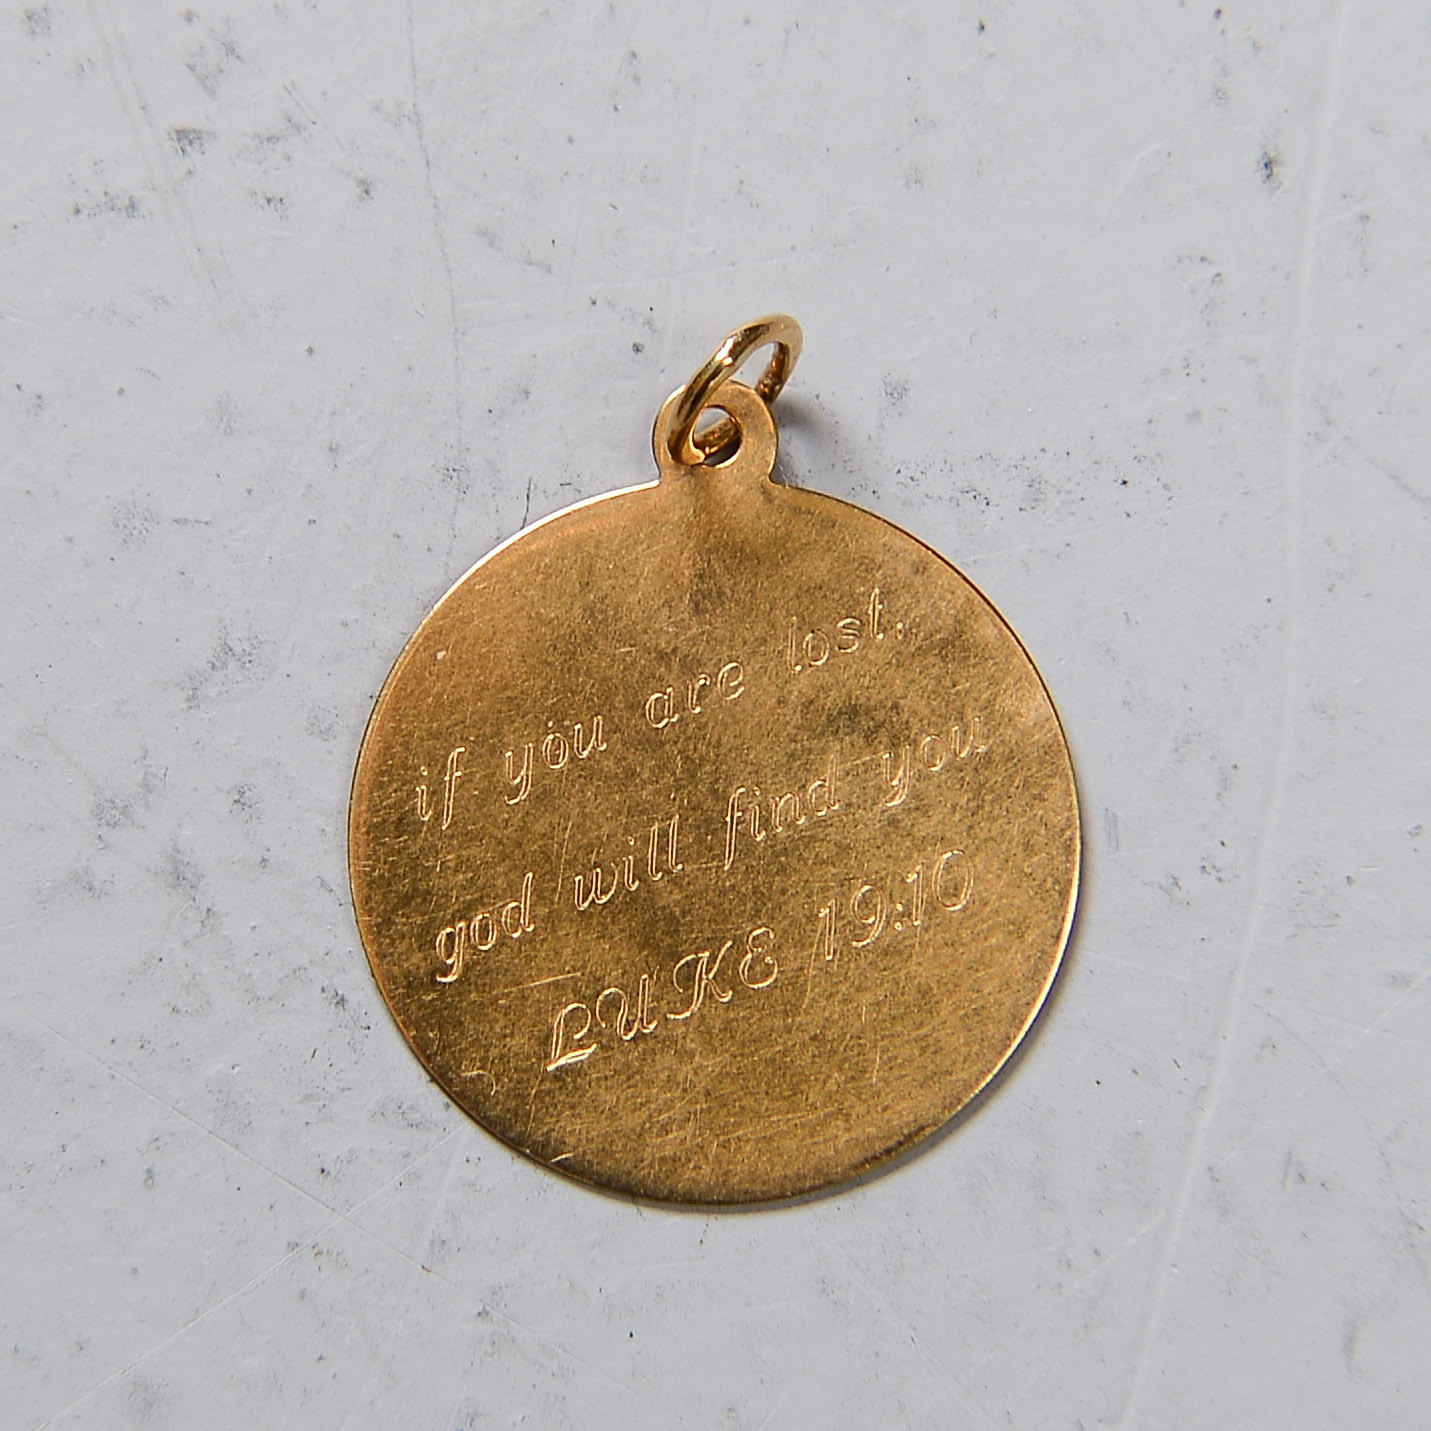 if you are lost,
god will find you
LUKE 19:10